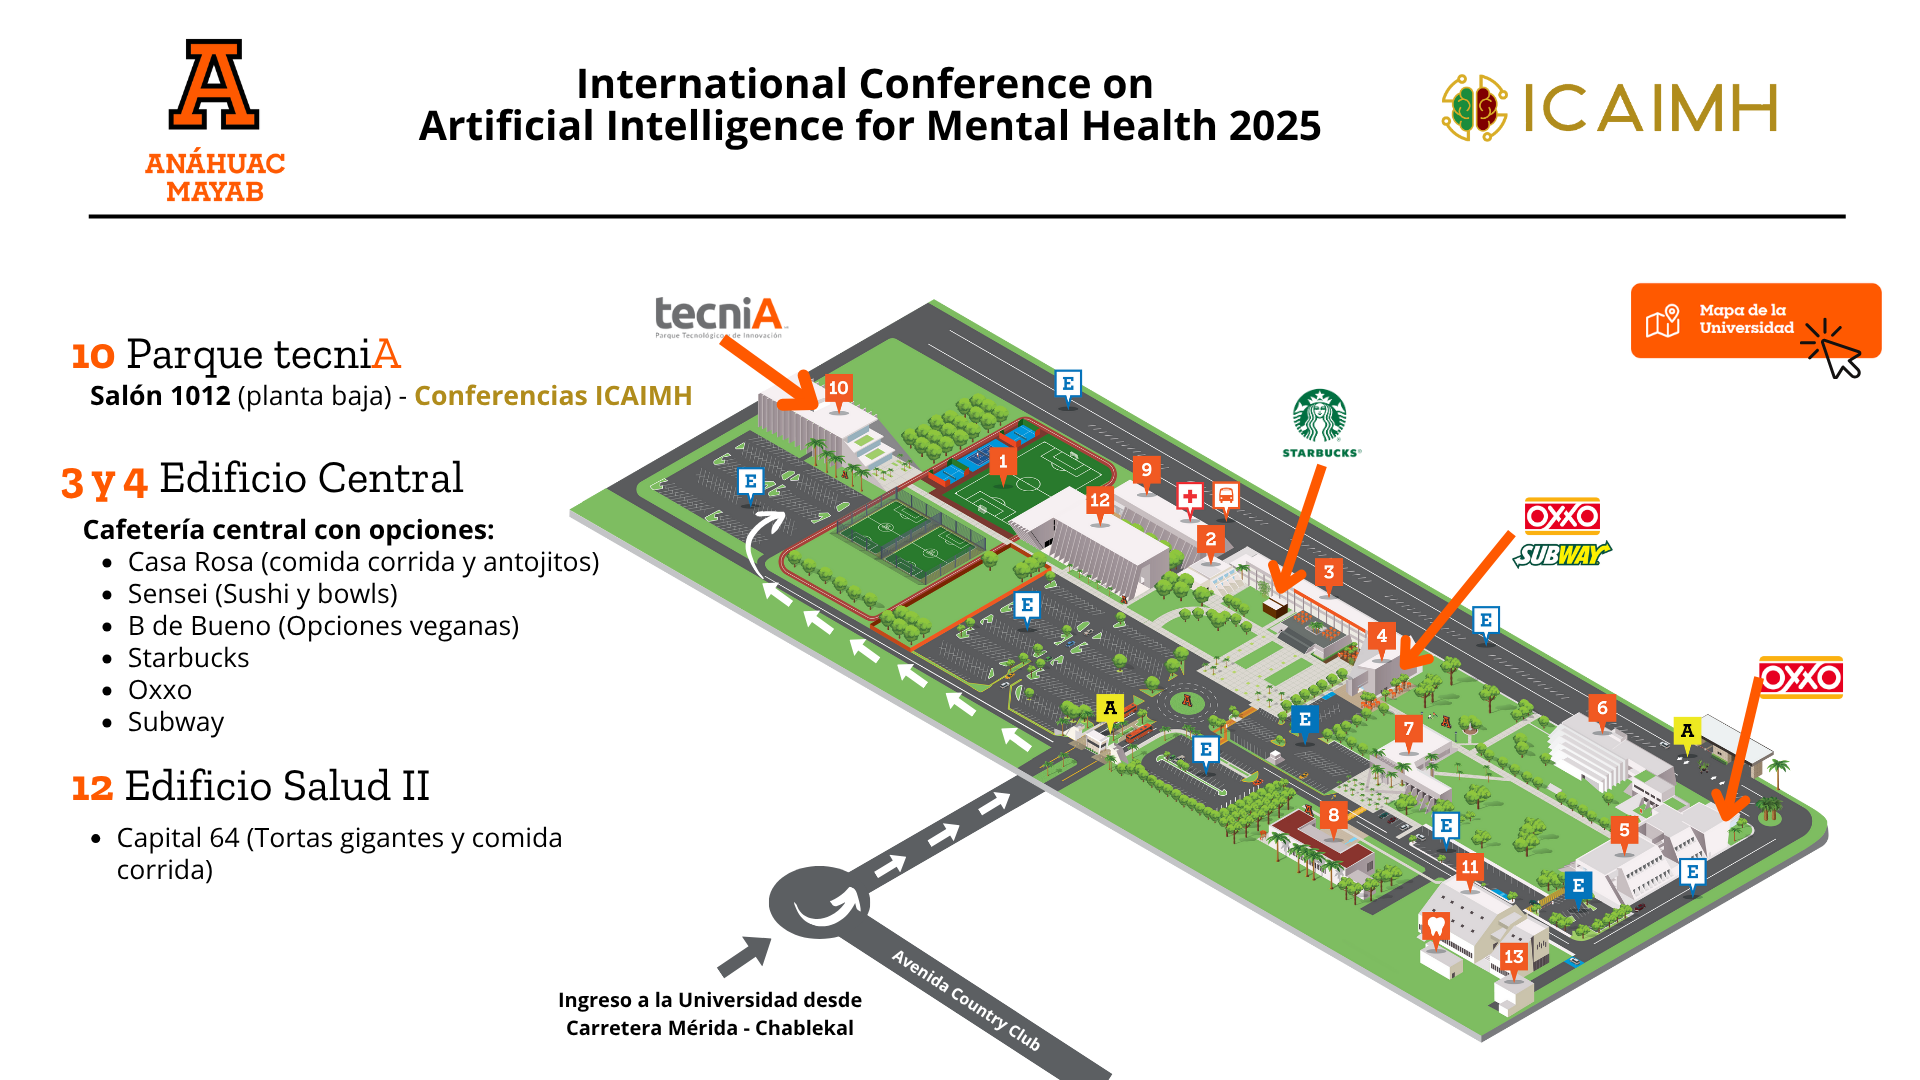 A
ANÁHUAC
MAYAB
International Conference on
Artificial Intelligence for Mental Health 2025
ICAIMH
10 Parque tecniA
Salón 1012 (planta baja) - Conferencias ICAIMH
3 y 4 Edificio Central
Cafetería central con opciones:
Casa Rosa (comida corrida y antojitos)
Sensei (Sushi y bowls)
B de Bueno (Opciones veganas)
Starbucks
Oxxo
Subway
12 Edificio Salud II
Capital 64 (Tortas gigantes y comida
corrida)
tecniA
Parque Tecnológico y de Innovación
Mapa de la
Universidad
STARBUCKS
OXXO
SUBWAY
OXXO
10
E
1
9
E
12
2
3
E
4
E
A
A
E
7
E
6
A
E
8
E
5
11
E
E
13
Ingreso a la Universidad desde
Carretera Mérida - Chablekal
Avenida Country Club